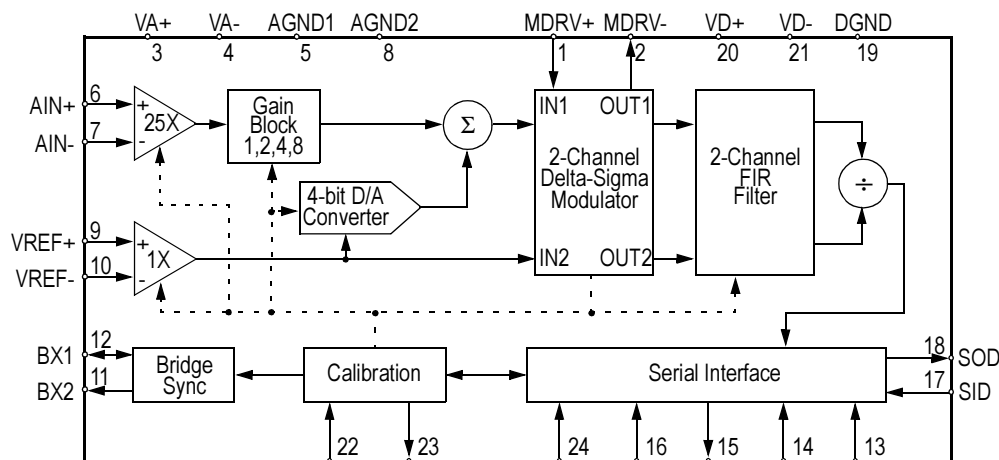 VA+ VA- AGND1 AGND2 MDRV+ MDRV- VD+ VD- DGND
3 4 5 8 1 2 20 21 19
AIN+ 6
AIN- 7
+
25X
-
Gain
Block
1,2,4,8
Σ
IN1 OUT1
2-Channel
Delta-Sigma
Modulator
IN2 OUT2
2-Channel
FIR
Filter
÷
4-bit D/A
Converter
VREF+ 9
VREF- 10
+
1X
-
BX1 12
BX2 11
Bridge
Sync
Calibration
Serial Interface
18 SOD
17 SID
22 23 24 16 15 14 13